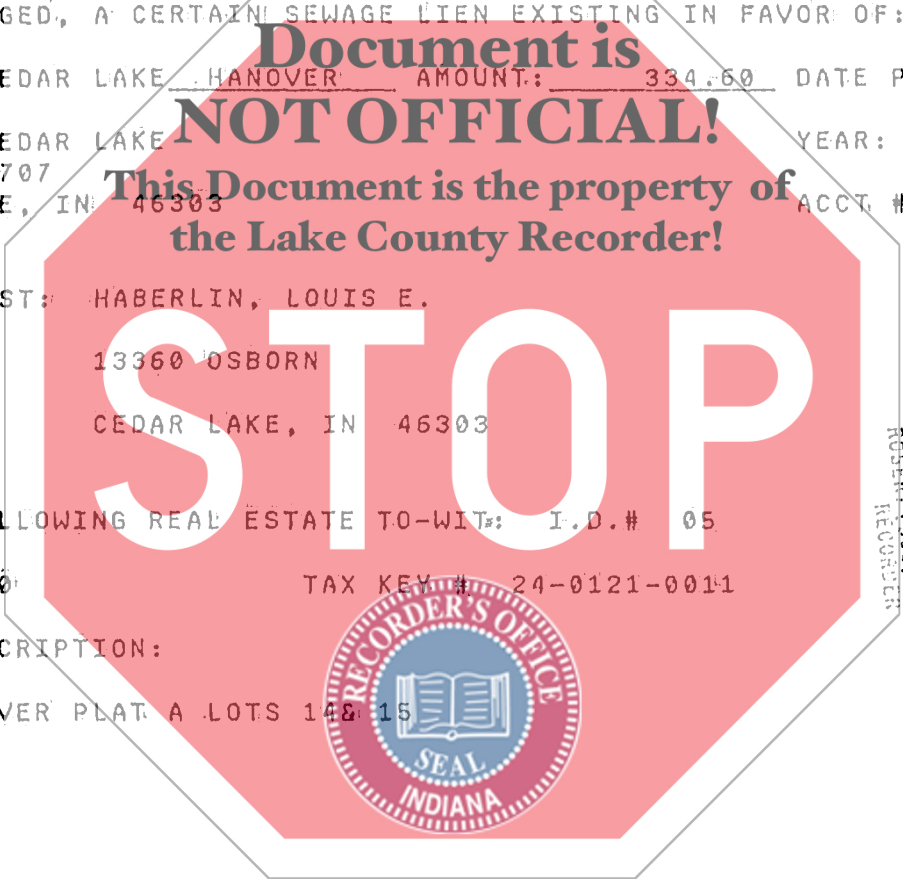 GED, A CERTAIN SEWAGE LIEN EXISTING IN FAVOR OF:
Document is
EDAR LAKE HANOVER AMOUNT: 334.60 DATE P
NOT OFFICIAL!
EDAR LAKE YEAR:
707
This Document is the property of
E, IN 46303 ACCT #
the Lake County Recorder!
ST: HABERLIN, LOUIS E.
STOP
13360 OSBORN
CEDAR LAKE, IN 46303
LLOWING REAL ESTATE TO-WIT: I.D.# 05
0 TAX KEY # 24-0121-0011
CRIPTION:
VER PLAT A LOTS 14& 15
RECORDER'S OFFICE
SEAL
INDIANA
RECORDER